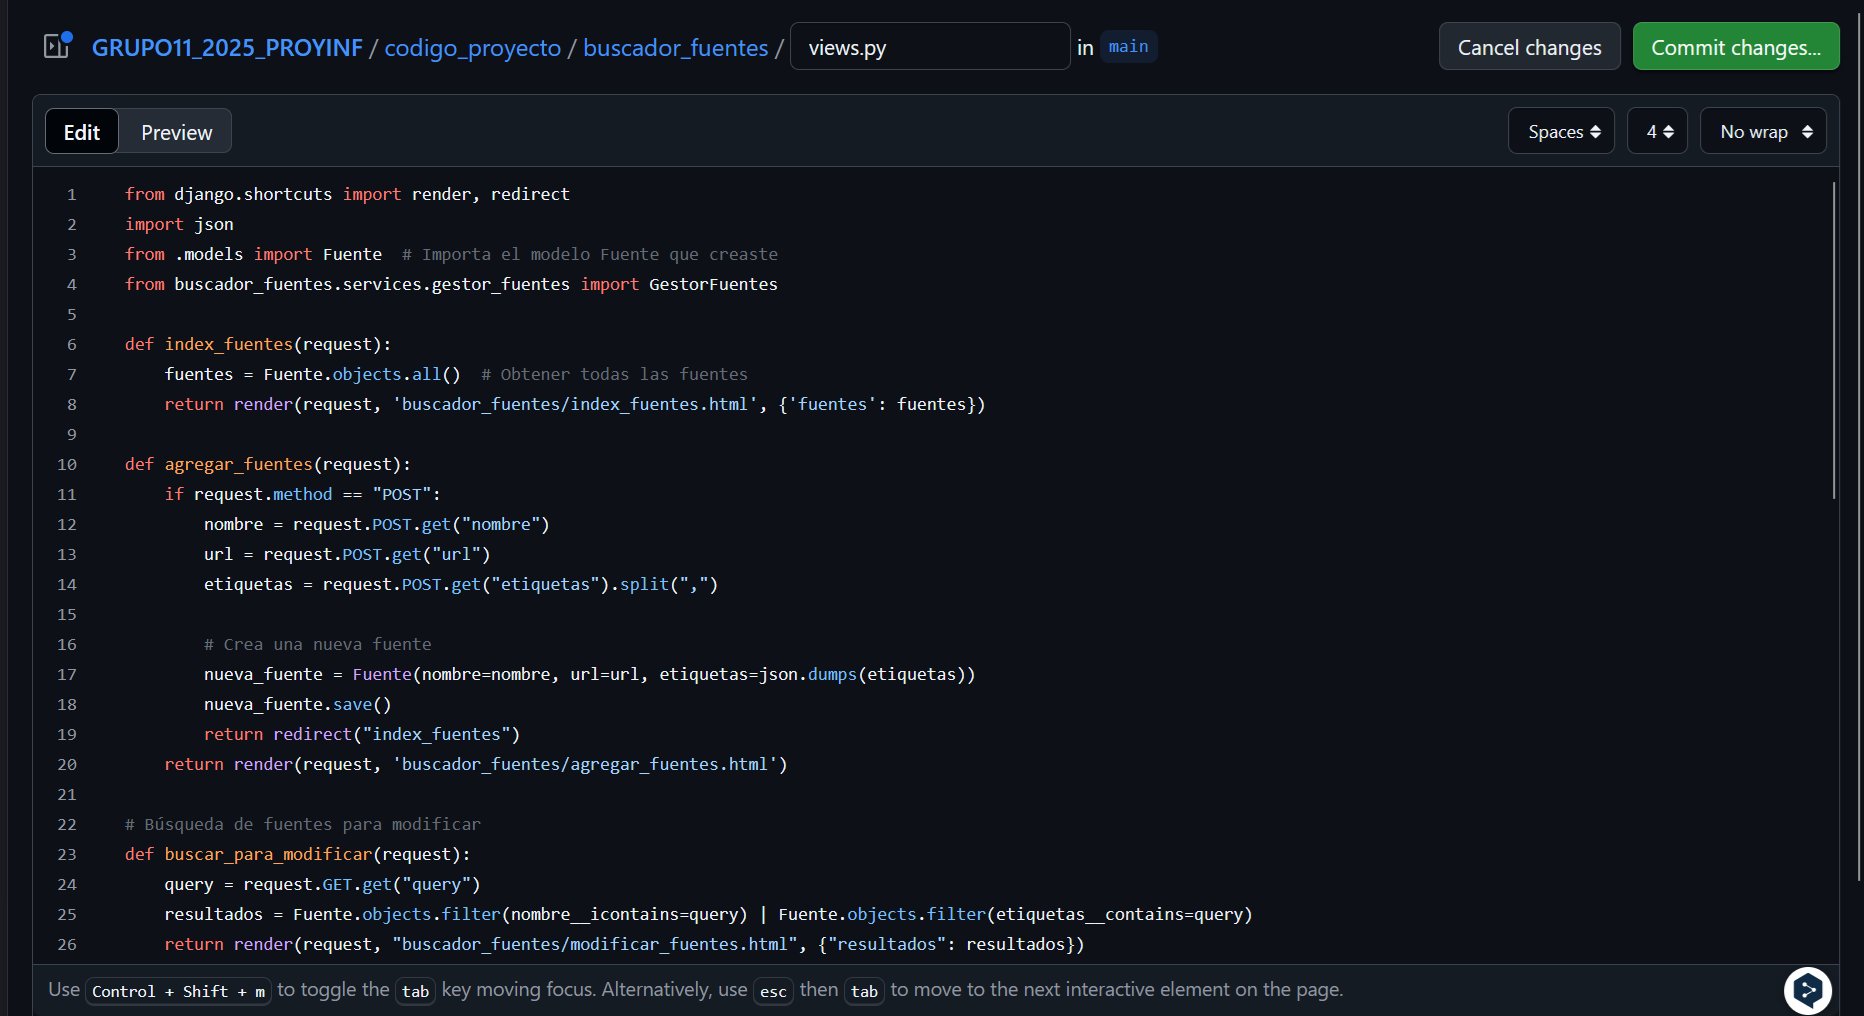 GRUPO11_2025_PROYINF / codigo_proyecto / buscador_fuentes / views.py in main Cancel changes Commit changes...
Edit Preview Spaces 4 No wrap
1 from django.shortcuts import render, redirect
2 import json
3 from .models import Fuente  # Importa el modelo Fuente que creaste
4 from buscador_fuentes.services.gestor_fuentes import GestorFuentes
5
6 def index_fuentes(request):
7     fuentes = Fuente.objects.all()  # Obtener todas las fuentes
8     return render(request, 'buscador_fuentes/index_fuentes.html', {'fuentes': fuentes})
9
10 def agregar_fuentes(request):
11     if request.method == "POST":
12         nombre = request.POST.get("nombre")
13         url = request.POST.get("url")
14         etiquetas = request.POST.get("etiquetas").split(",")
15
16         # Crea una nueva fuente
17         nueva_fuente = Fuente(nombre=nombre, url=url, etiquetas=json.dumps(etiquetas))
18         nueva_fuente.save()
19         return redirect("index_fuentes")
20     return render(request, 'buscador_fuentes/agregar_fuentes.html')
21
22 # Búsqueda de fuentes para modificar
23 def buscar_para_modificar(request):
24     query = request.GET.get("query")
25     resultados = Fuente.objects.filter(nombre__icontains=query) | Fuente.objects.filter(etiquetas__contains=query)
26     return render(request, "buscador_fuentes/modificar_fuentes.html", {"resultados": resultados})
Use Control + Shift + m to toggle the tab key moving focus. Alternatively, use esc then tab to move to the next interactive element on the page.